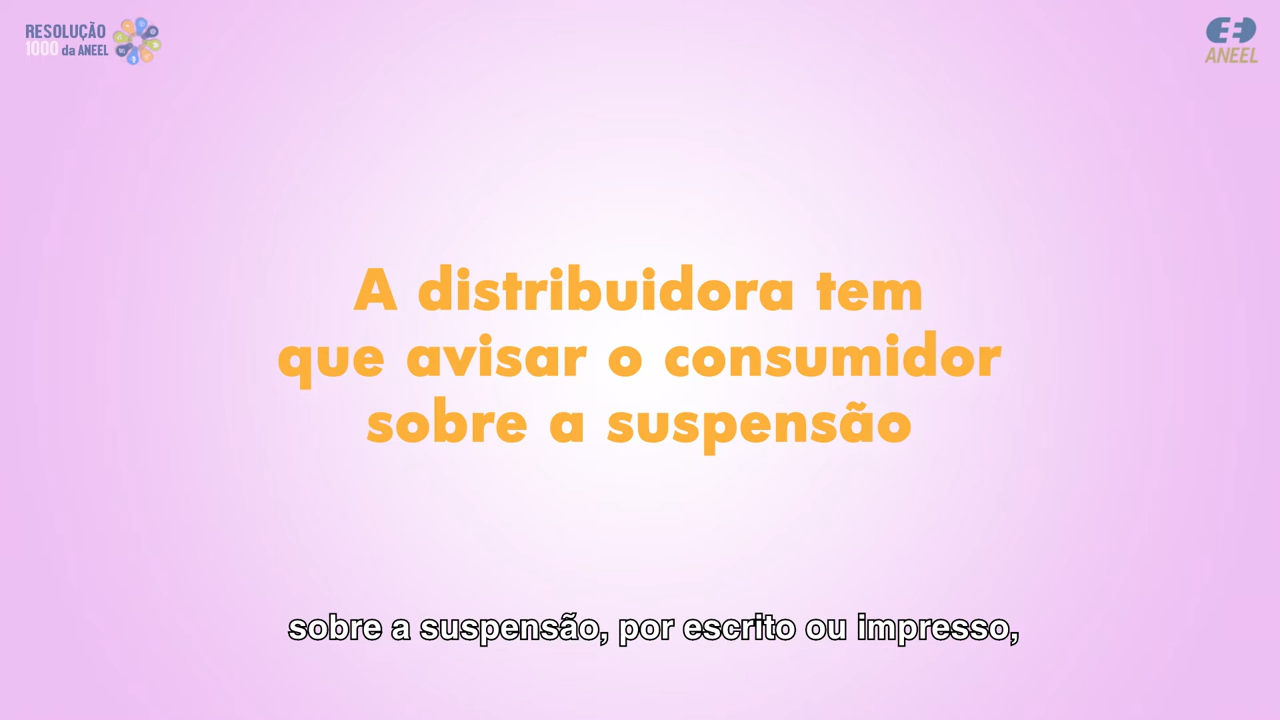 RESOLUÇÃO
1000 da ANEEL
ANEEL
A distribuidora tem
que avisar o consumidor
sobre a suspensão
sobre a suspensão, por escrito ou impresso,